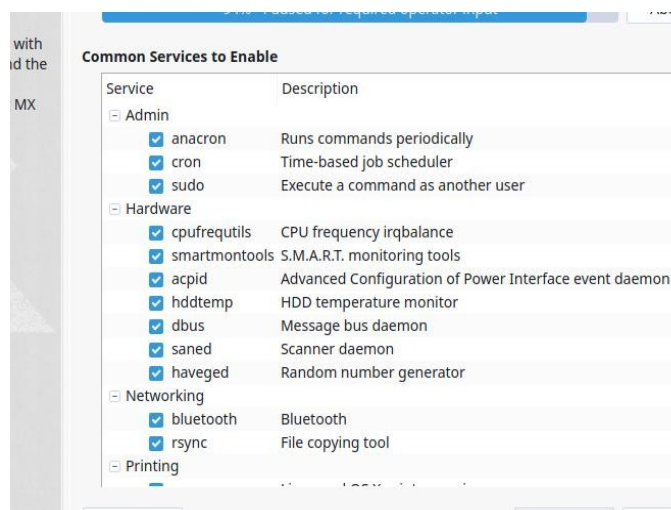 with
nd the
MX
Common Services to Enable
Service Description
Admin
anacron Runs commands periodically
cron Time-based job scheduler
sudo Execute a command as another user
Hardware
cpufrequtils CPU frequency irqbalance
smartmontools S.M.A.R.T. monitoring tools
acpid Advanced Configuration of Power Interface event daemon
hddtemp HDD temperature monitor
dbus Message bus daemon
saned Scanner daemon
haveged Random number generator
Networking
bluetooth Bluetooth
rsync File copying tool
Printing